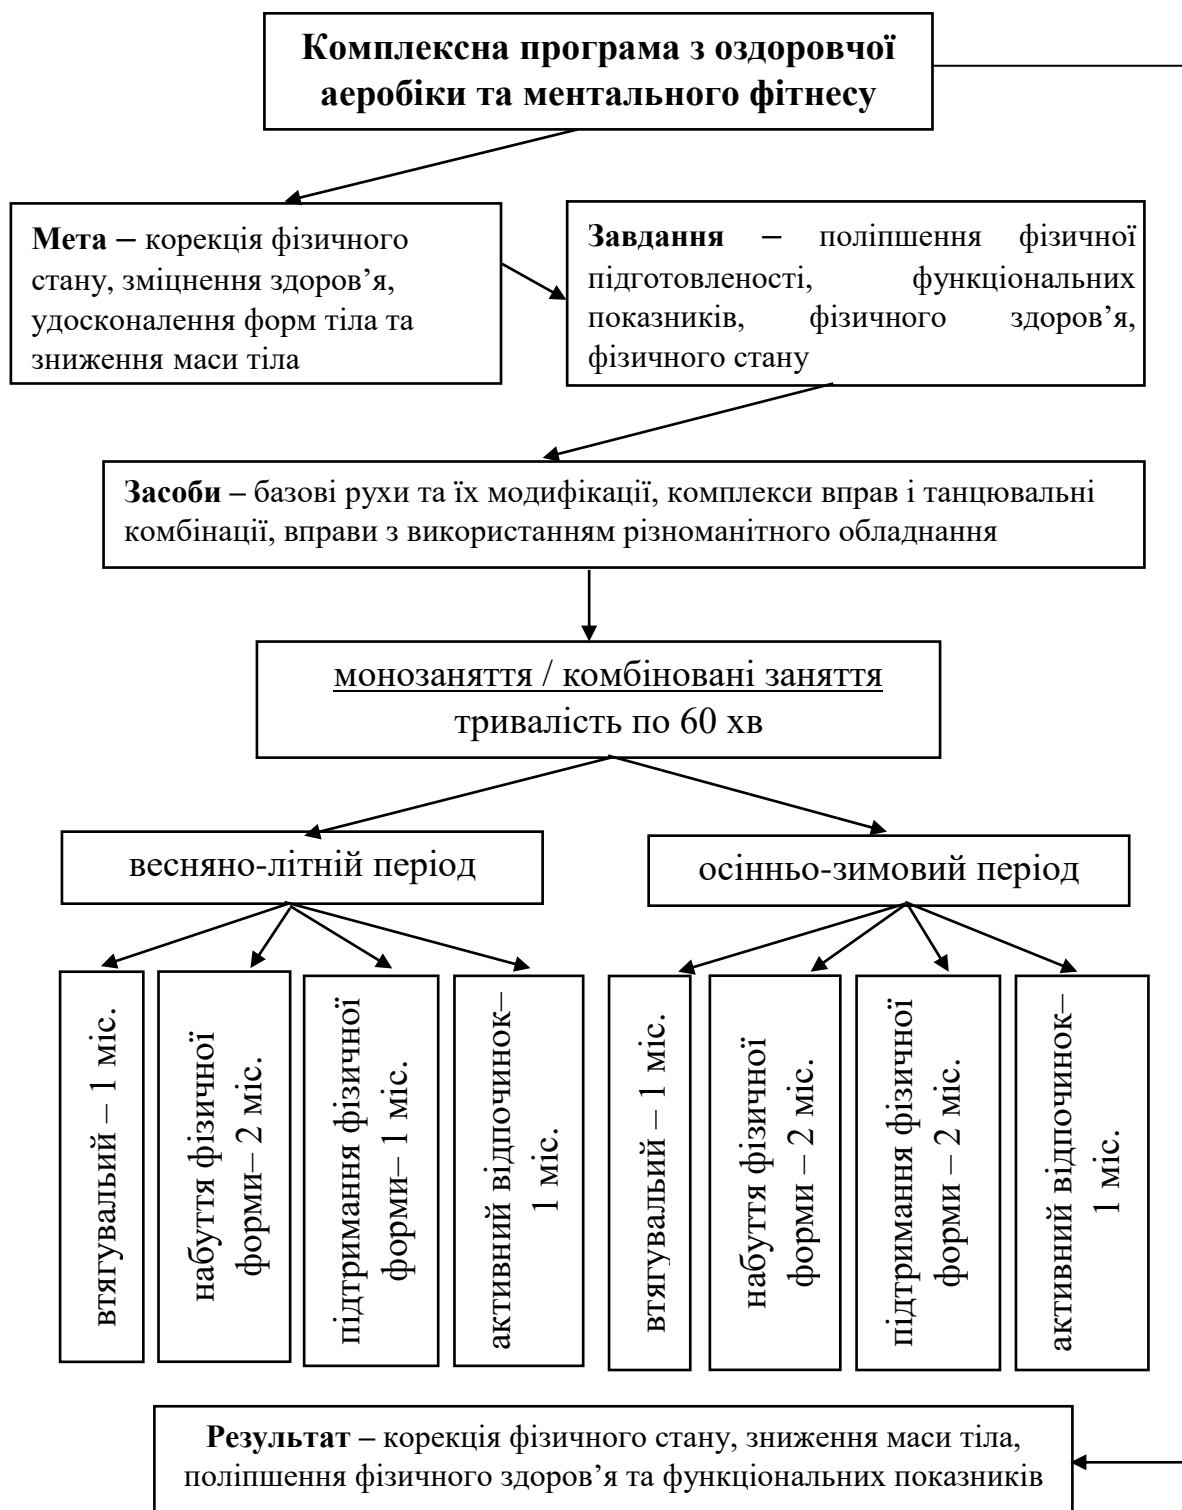 Комплексна програма з оздоровчої
аеробіки та ментального фітнесу
Мета – корекція фізичного
стану, зміцнення здоров’я,
удосконалення форм тіла та
зниження маси тіла
Завдання – поліпшення фізичної
підготовленості, функціональних
показників, фізичного здоров’я,
фізичного стану
Засоби – базові рухи та їх модифікації, комплекси вправ і танцювальні
комбінації, вправи з використанням різноманітного обладнання
монозаняття / комбіновані заняття
тривалість по 60 хв
весняно-літній період
осінньо-зимовий період
втягувальий – 1 міс.
набуття фізичної
форми– 2 міс.
підтримання фізичної
форми– 1 міс.
активний відпочинок–
1 міс.
втягувальий – 1 міс.
набуття фізичної
форми – 2 міс.
підтримання фізичної
форми – 2 міс.
активний відпочинок–
1 міс.
Результат – корекція фізичного стану, зниження маси тіла,
поліпшення фізичного здоров’я та функціональних показників